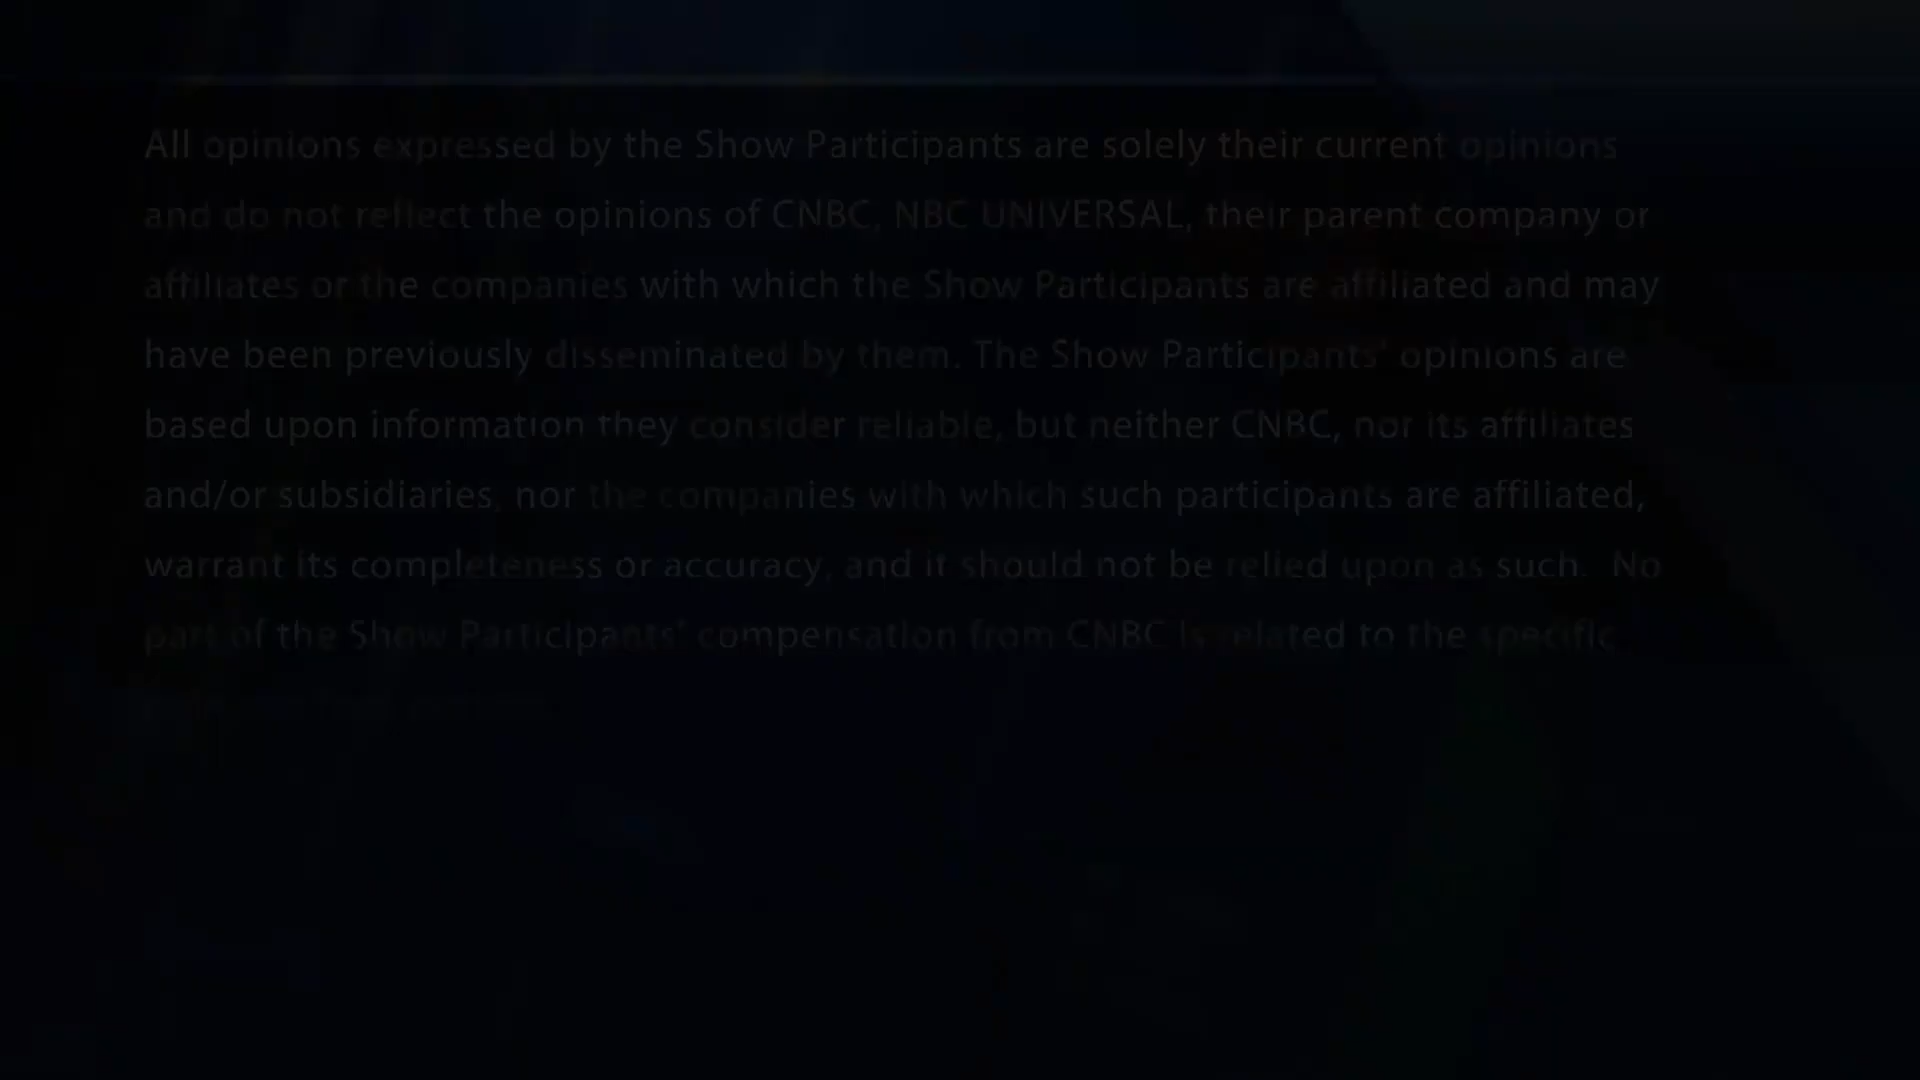 All opinions expressed by the Show Participants are solely their current opinions
and do not reflect the opinions of CNBC, NBC UNIVERSAL, their parent company or
affiliates or the companies with which the Show Participants are affiliated and may
have been previously disseminated by them. The Show Participants' opinions are
based upon information they consider reliable, but neither CNBC, nor its affiliates
and/or subsidiaries, nor the companies with which such participants are affiliated,
warrant its completeness or accuracy, and it should not be relied upon as such.  No
part of the Show Participants' compensation from CNBC is related to the specific